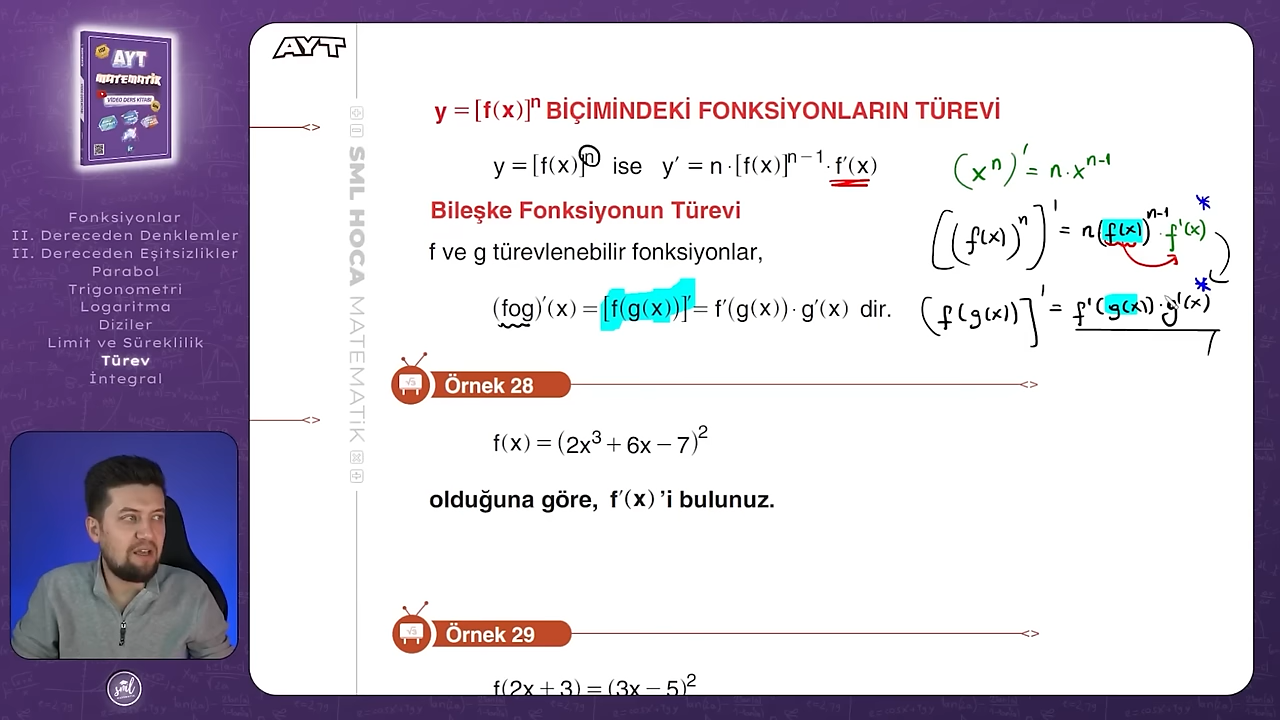 AYT
AYT
MATEMATİK
VİDEO DERS KİTABI
Fonksiyonlar
II. Dereceden Denklemler
II. Dereceden Eşitsizlikler
Parabol
Trigonometri
Logaritma
Diziler
Limit ve Süreklilik
Türev
İntegral
sml
SML HOCA MATEMATİK
y = [f(x)]ⁿ BİÇİMİNDEKİ FONKSİYONLARIN TÜREVİ
y = [f(x)]ⁿ ise y′ = n · [f(x)]ⁿ⁻¹ · f′(x)
(xⁿ)′ = n · xⁿ⁻¹
Bileşke Fonksiyonun Türevi
[(f(x))ⁿ]′ = n(f(x))ⁿ⁻¹ · f′(x) *
f ve g türevlenebilir fonksiyonlar,
(fog)′(x) = [f(g(x))]′ = f′(g(x)) · g′(x) dir.
(f(g(x))]′ = f′(g(x)) · g′(x) *
Örnek 28
f(x) = (2x³ + 6x − 7)²
olduğuna göre, f′(x) ’i bulunuz.
Örnek 29
f(2x + 3) = (3x − 5)²